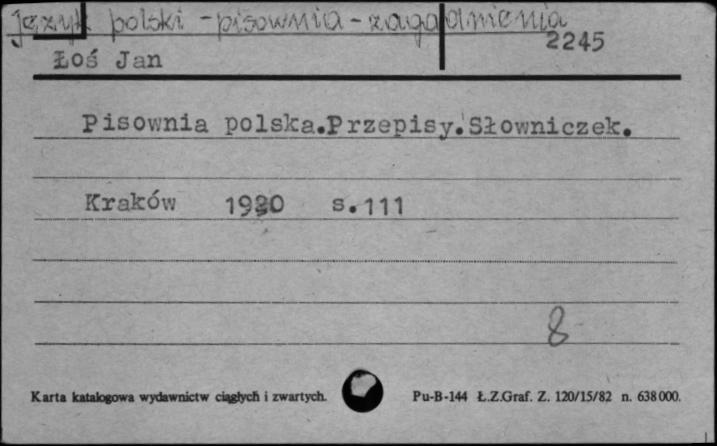 język polski - pisownia - zagadnienia
2245
Łoś Jan
Pisownia polska.Przepisy.Słowniczek.
Kraków 1920 s.111
8
Karta katalogowa wydawnictw ciągłych i zwartych. Pu-B-144 Ł.Z.Graf. Z. 120/15/82 n. 638000.